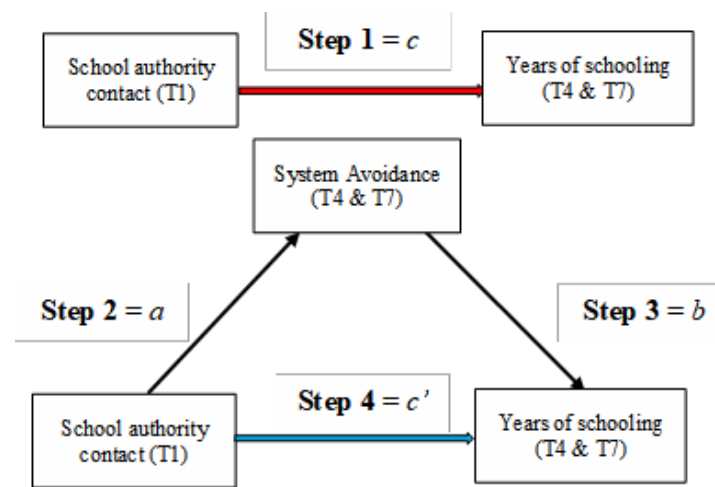 Step 1 = c
School authority
contact (T1)
Years of schooling
(T4 & T7)
System Avoidance
(T4 & T7)
Step 2 = a
Step 3 = b
School authority
contact (T1)
Step 4 = c'
Years of schooling
(T4 & T7)